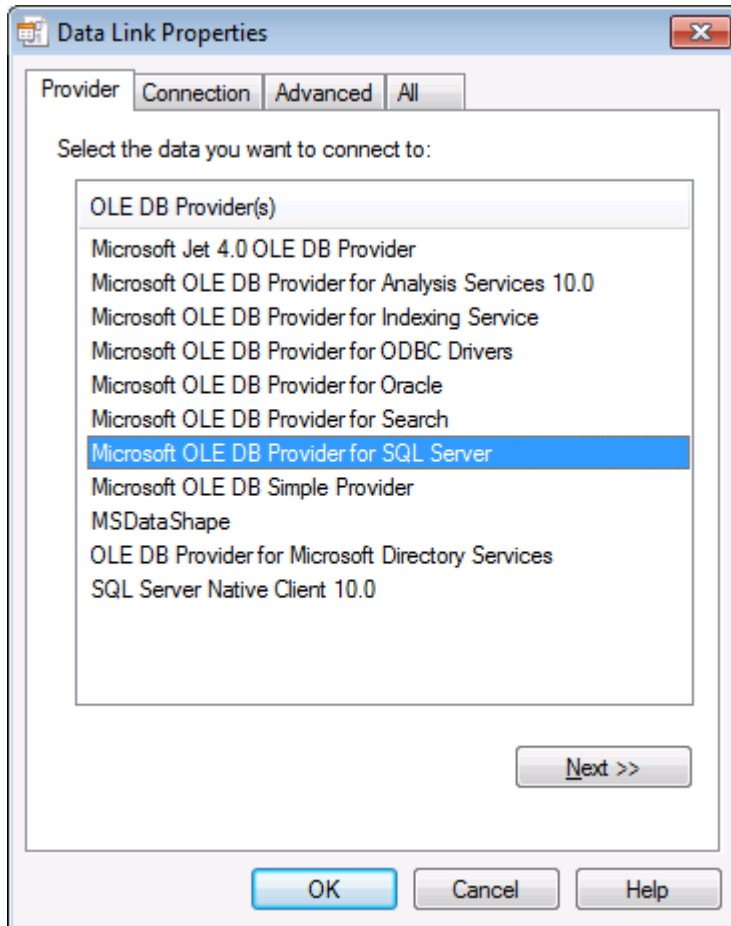 Data Link Properties
Provider Connection Advanced All
Select the data you want to connect to:
OLE DB Provider(s)
Microsoft Jet 4.0 OLE DB Provider
Microsoft OLE DB Provider for Analysis Services 10.0
Microsoft OLE DB Provider for Indexing Service
Microsoft OLE DB Provider for ODBC Drivers
Microsoft OLE DB Provider for Oracle
Microsoft OLE DB Provider for Search
Microsoft OLE DB Provider for SQL Server
Microsoft OLE DB Simple Provider
MSDataShape
OLE DB Provider for Microsoft Directory Services
SQL Server Native Client 10.0
Next >>
OK Cancel Help